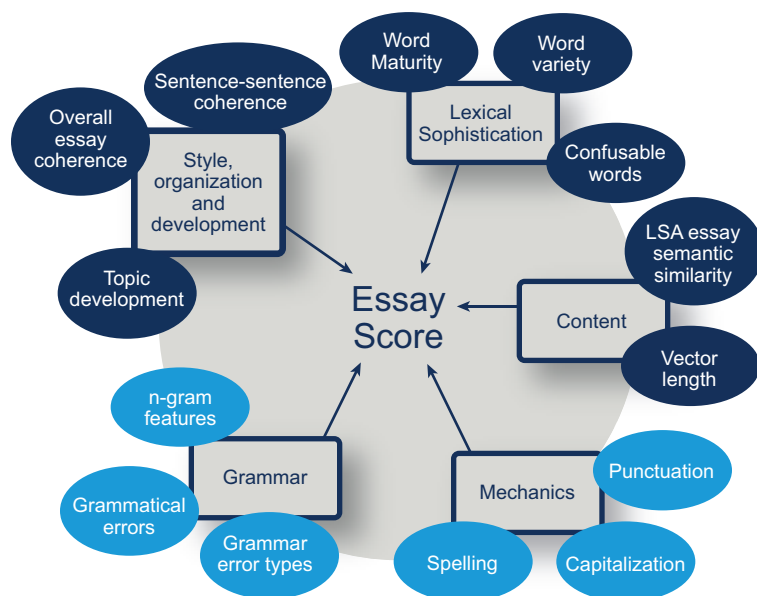 Sentence-sentence
coherence
Overall
essay
coherence
Style,
organization
and
development
Topic
development
Word
Maturity
Word
variety
Lexical
Sophistication
Confusable
words
LSA essay
semantic
similarity
Content
Vector
length
Essay
Score
n-gram
features
Grammar
Grammatical
errors
Grammar
error types
Mechanics
Punctuation
Spelling
Capitalization